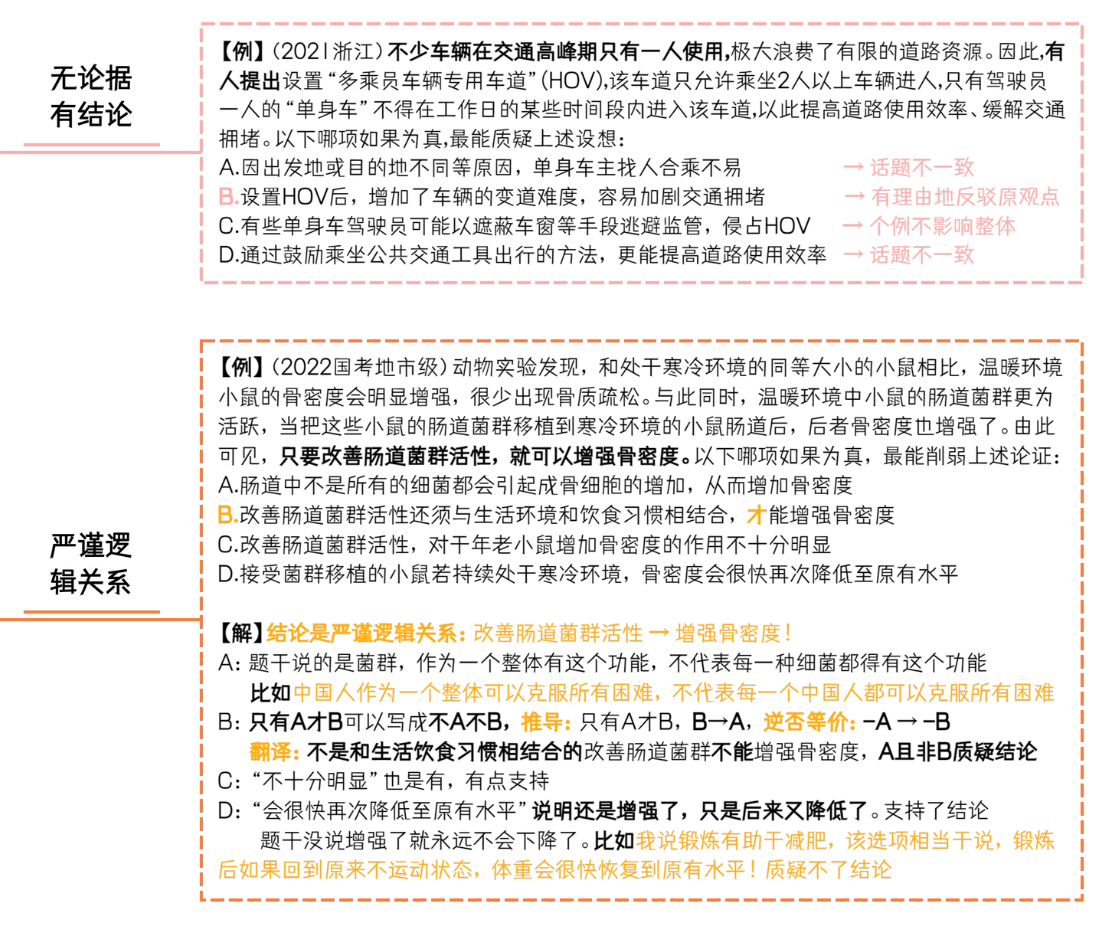 无论据
有结论
【例】(2021浙江)不少车辆在交通高峰期只有一人使用,极大浪费了有限的道路资源。因此,有
人提出设置“多乘员车辆专用车道”(HOV),该车道只允许乘坐2人以上车辆进人,只有驾驶员
一人的“单身车”不得在工作日的某些时间段内进入该车道,以此提高道路使用效率、缓解交通
拥堵。以下哪项如果为真,最能质疑上述设想:
A.因出发地或目的地不同等原因，单身车主找人合乘不易 → 话题不一致
B.设置HOV后，增加了车辆的变道难度，容易加剧交通拥堵 → 有理由地反驳原观点
C.有些单身车驾驶员可能以遮蔽车窗等手段逃避监管，侵占HOV → 个例不影响整体
D.通过鼓励乘坐公共交通工具出行的方法，更能提高道路使用效率 → 话题不一致
严谨逻
辑关系
【例】(2022国考地市级)动物实验发现，和处干寒冷环境的同等大小的小鼠相比，温暖环境
小鼠的骨密度会明显增强，很少出现骨质疏松。与此同时，温暖环境中小鼠的肠道菌群更为
活跃，当把这些小鼠的肠道菌群移植到寒冷环境的小鼠肠道后，后者骨密度也增强了。由此
可见，只要改善肠道菌群活性，就可以增强骨密度。以下哪项如果为真，最能削弱上述论证:
A.肠道中不是所有的细菌都会引起成骨细胞的增加，从而增加骨密度
B.改善肠道菌群活性还须与生活环境和饮食习惯相结合，才能增强骨密度
C.改善肠道菌群活性，对干年老小鼠增加骨密度的作用不十分明显
D.接受菌群移植的小鼠若持续处干寒冷环境，骨密度会很快再次降低至原有水平
【解】结论是严谨逻辑关系: 改善肠道菌群活性 → 增强骨密度!
A: 题干说的是菌群，作为一个整体有这个功能，不代表每一种细菌都得有这个功能
比如中国人作为一个整体可以克服所有困难，不代表每一个中国人都可以克服所有困难
B: 只有A才B可以写成不A不B，推导: 只有A才B，B→A，逆否等价: –A → –B
翻译: 不是和生活饮食习惯相结合的改善肠道菌群不能增强骨密度，A且非B质疑结论
C: “不十分明显”也是有，有点支持
D: “会很快再次降低至原有水平”说明还是增强了，只是后来又降低了。支持了结论
题干没说增强了就永远不会下降了。比如我说锻炼有助干减肥，该选项相当干说，锻炼
后如果回到原来不运动状态，体重会很快恢复到原有水平! 质疑不了结论